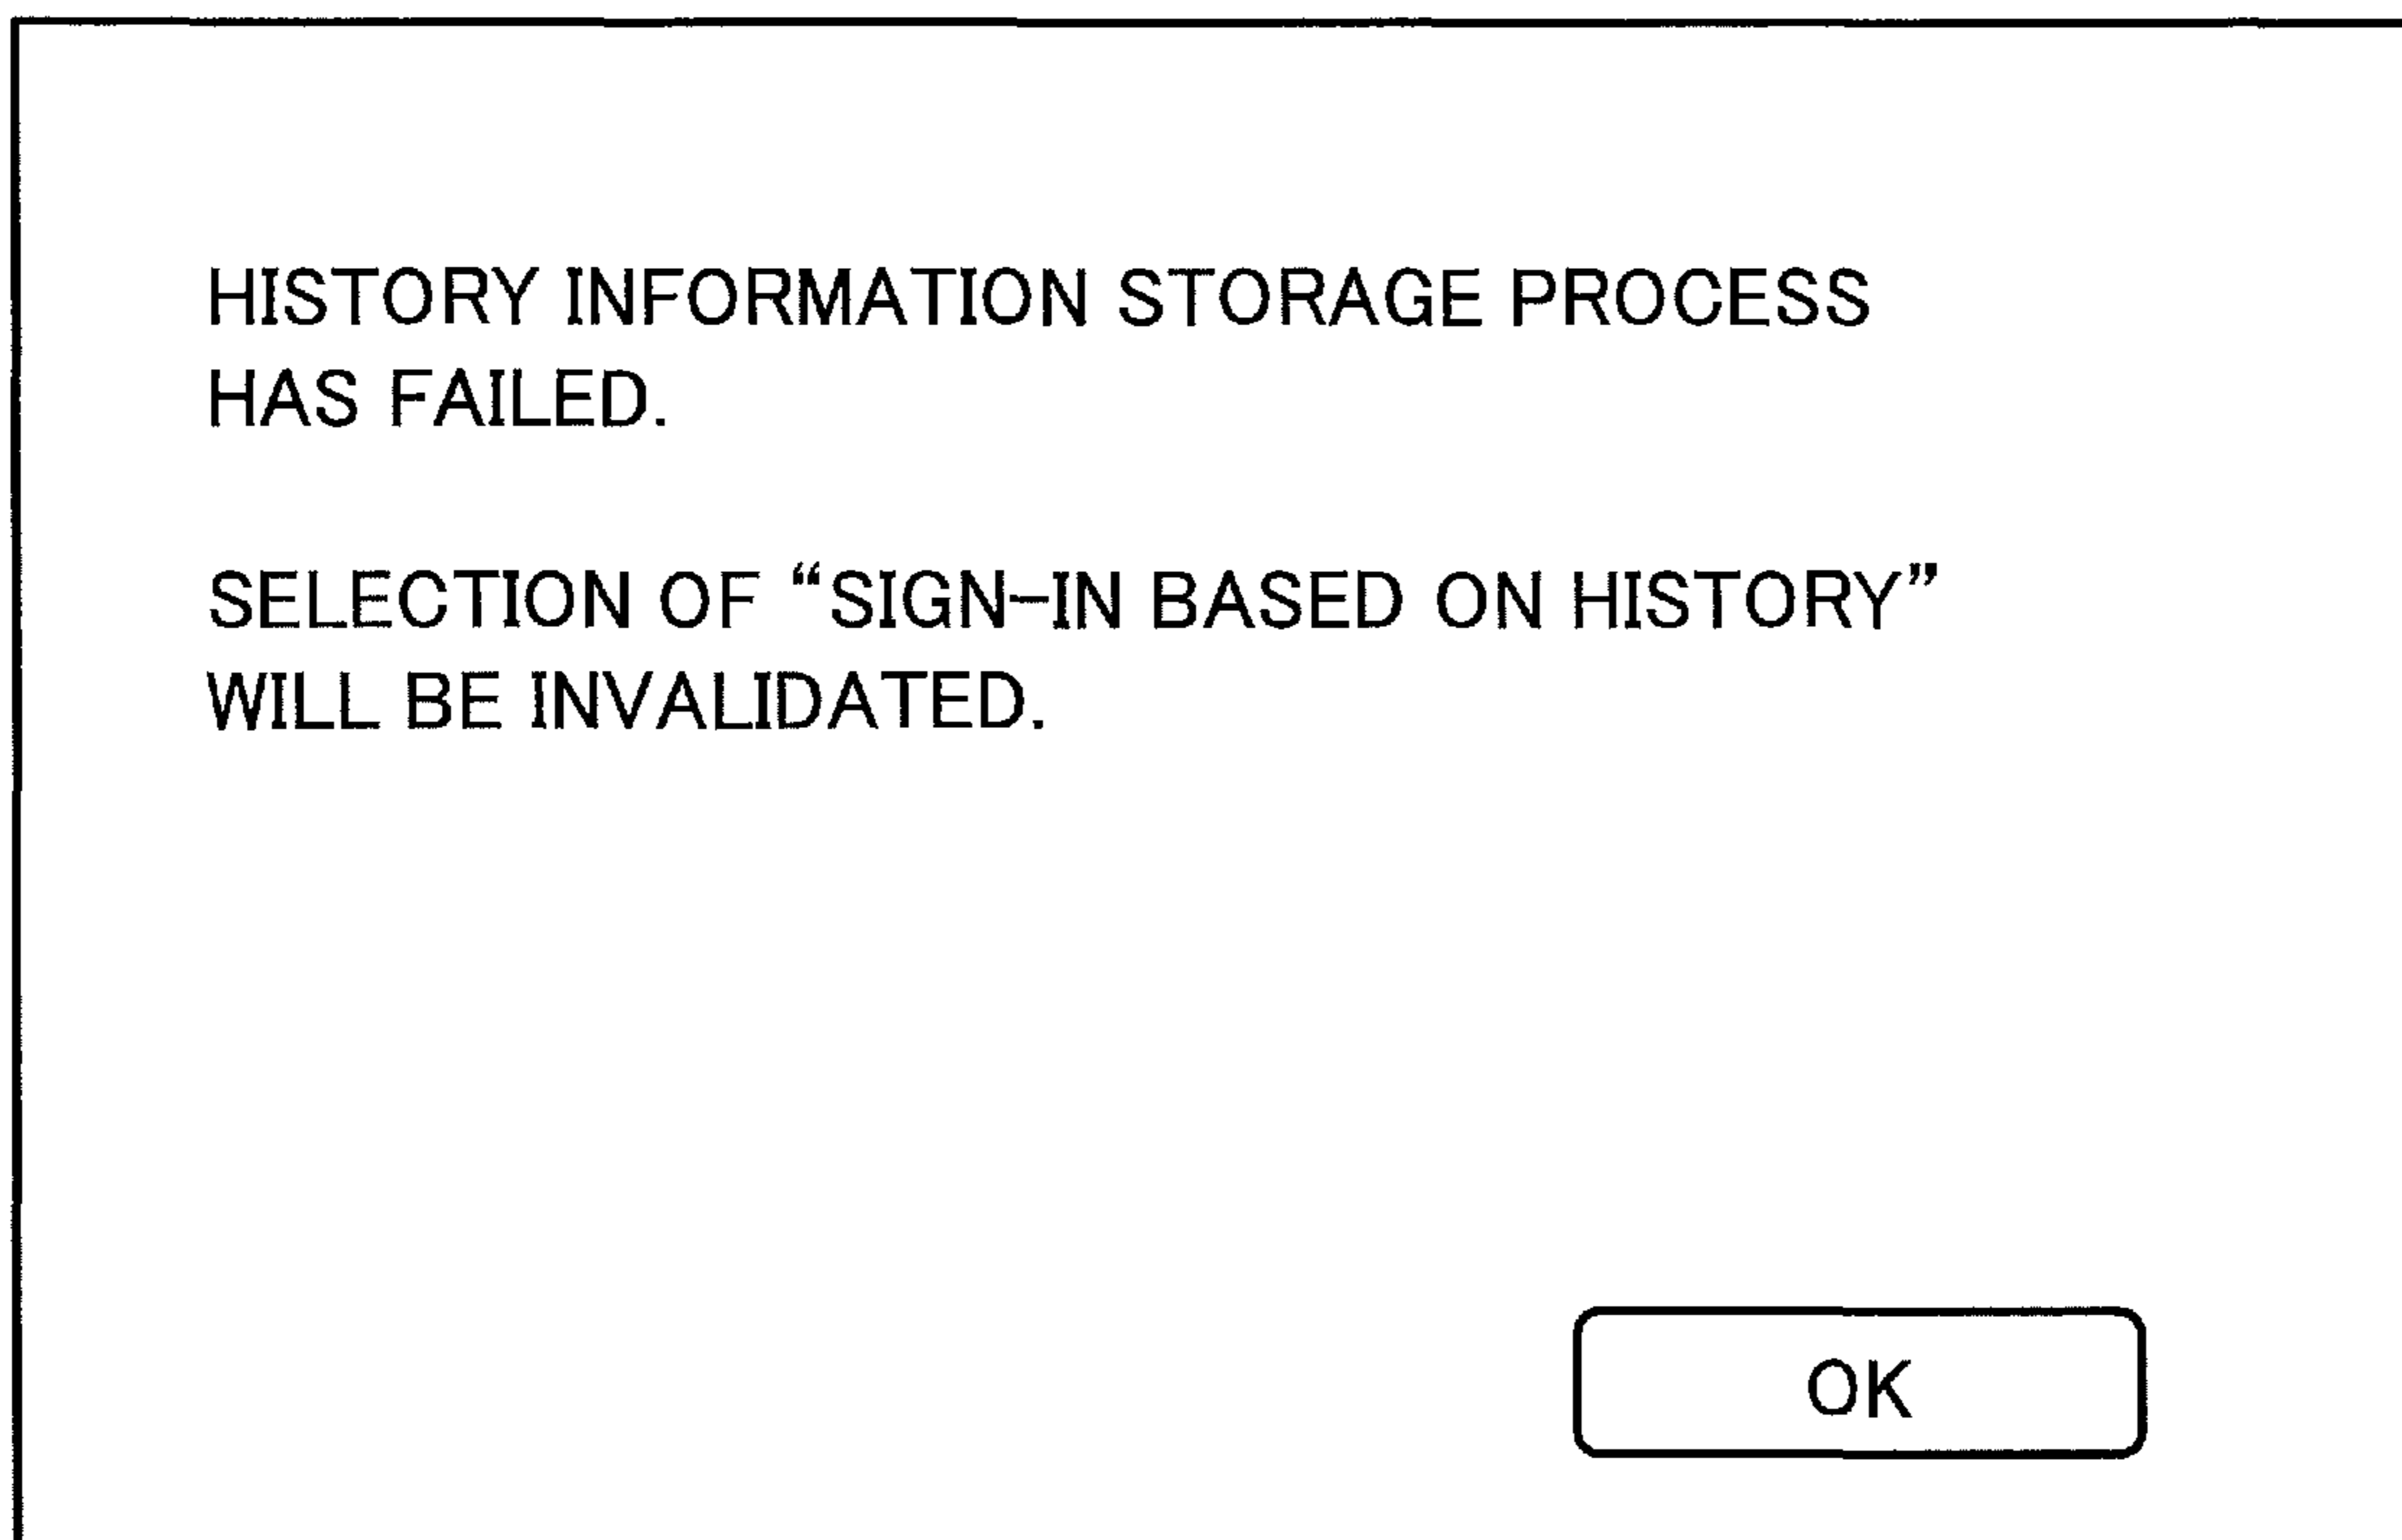 HISTORY INFORMATION STORAGE PROCESS
HAS FAILED.
SELECTION OF “SIGN-IN BASED ON HISTORY”
WILL BE INVALIDATED.
OK